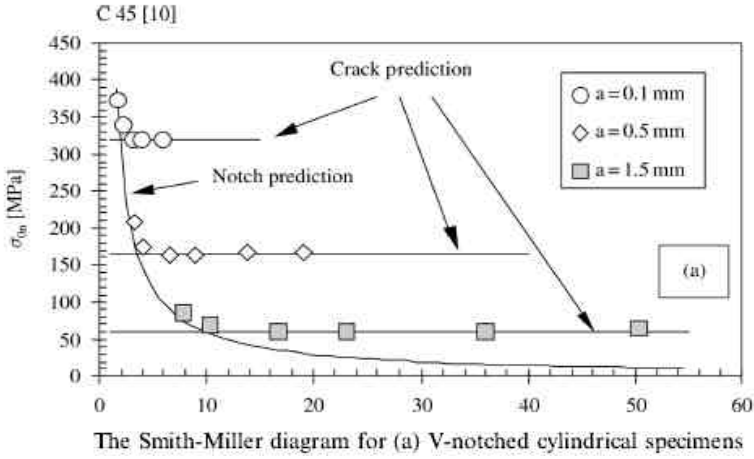 C 45 [10]
450
400
350
300
250
200
150
100
50
0
σ₀ₙ [MPa]
Crack prediction
Notch prediction
a = 0.1 mm
a = 0.5 mm
a = 1.5 mm
(a)
0 10 20 30 40 50 60
The Smith-Miller diagram for (a) V-notched cylindrical specimens